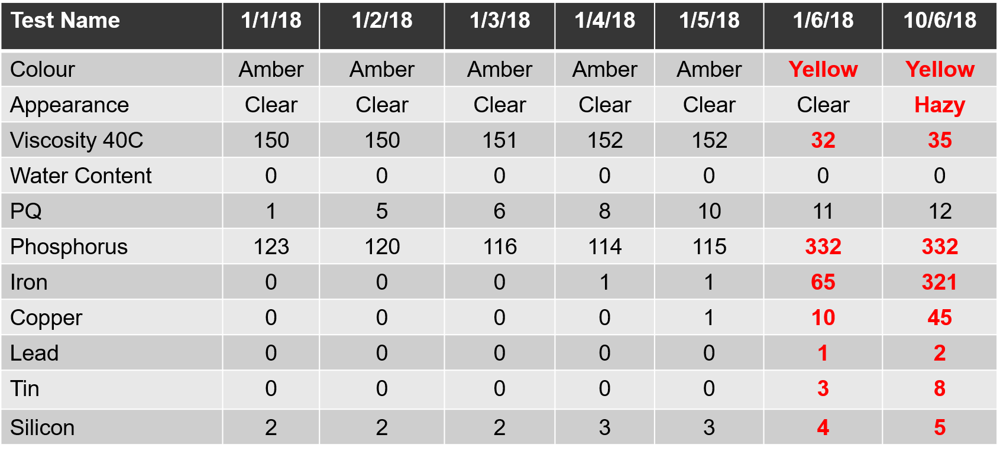 Test Name 1/1/18 1/2/18 1/3/18 1/4/18 1/5/18 1/6/18 10/6/18
Colour Amber Amber Amber Amber Amber Yellow Yellow
Appearance Clear Clear Clear Clear Clear Clear Hazy
Viscosity 40C 150 150 151 152 152 32 35
Water Content 0 0 0 0 0 0 0
PQ 1 5 6 8 10 11 12
Phosphorus 123 120 116 114 115 332 332
Iron 0 0 0 1 1 65 321
Copper 0 0 0 0 1 10 45
Lead 0 0 0 0 0 1 2
Tin 0 0 0 0 0 3 8
Silicon 2 2 2 3 3 4 5